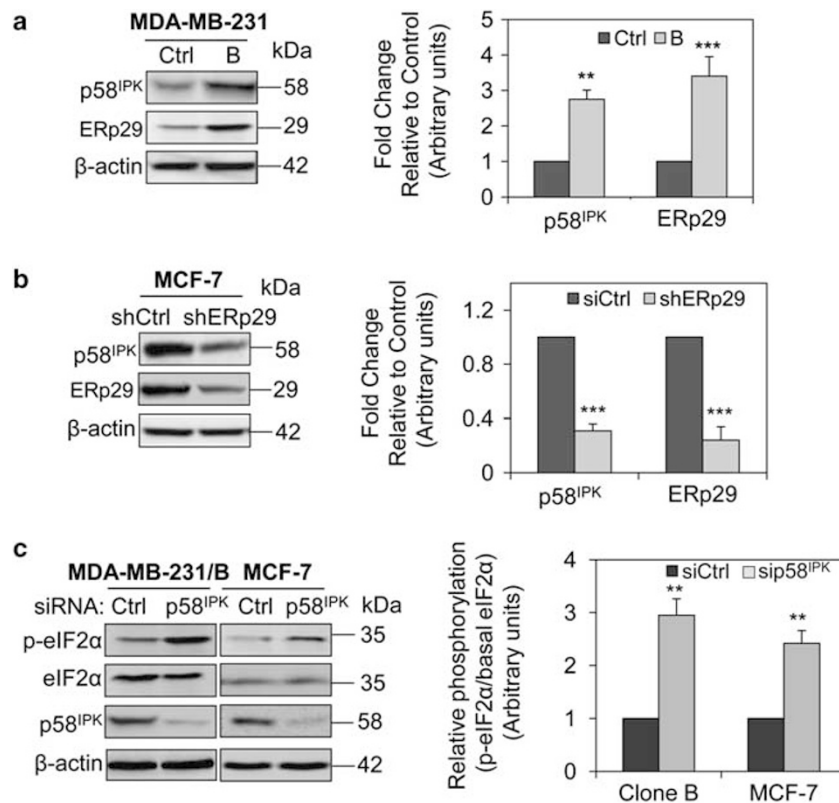 a
MDA-MB-231
Ctrl B kDa
p58ᴵᴾᴷ 58
ERp29 29
β-actin 42
Fold Change
Relative to Control
(Arbitrary units)
5
4
3
2
1
0
Ctrl B
**
***
p58ᴵᴾᴷ ERp29
b
MCF-7
kDa
shCtrl shERp29
p58ᴵᴾᴷ 58
ERp29 29
β-actin 42
Fold Change
Relative to Control
(Arbitrary units)
1.2
0.8
0.4
0
siCtrl shERp29
***
***
p58ᴵᴾᴷ ERp29
c
MDA-MB-231/B MCF-7
siRNA: Ctrl p58ᴵᴾᴷ Ctrl p58ᴵᴾᴷ kDa
p-eIF2α 35
eIF2α 35
p58ᴵᴾᴷ 58
β-actin 42
Relative phosphorylation
(p-eIF2α/basal eIF2α)
(Arbitrary units)
4
3
2
1
0
siCtrl sip58ᴵᴾᴷ
**
**
Clone B MCF-7